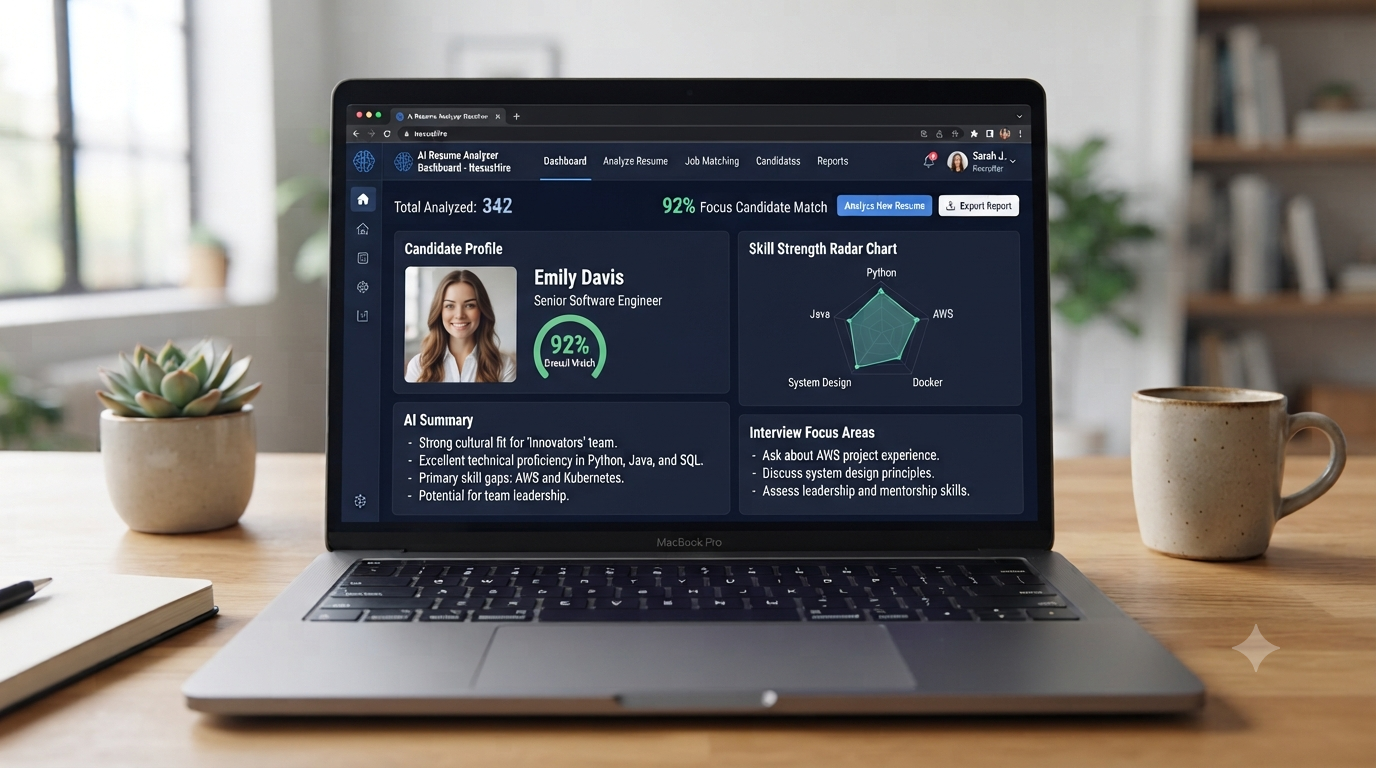 AI Resume Analyzer
Dashboard - HesusHire
Dashboard
Analyze Resume
Job Matching
Candidatss
Reports
Sarah J.
Total Analyzed: 342
92% Focus Candidate Match
New Resume
Export Report
Candidate Profile
Emily Davis
Senior Software Engineer
92%
Skill Strength Radar Chart
Python
Java
AWS
System Design
Docker
AI Summary
- Strong cultural fit for 'Innovators' team.
- Excellent technical proficiency in Python, Java, and SQL.
- Primary skill gaps: AWS and Kubernetes.
- Potential for team leadership.
Interview Focus Areas
- Ask about AWS project experience.
- Discuss system design principles.
- Assess leadership and mentorship skills.
MacBook Pro